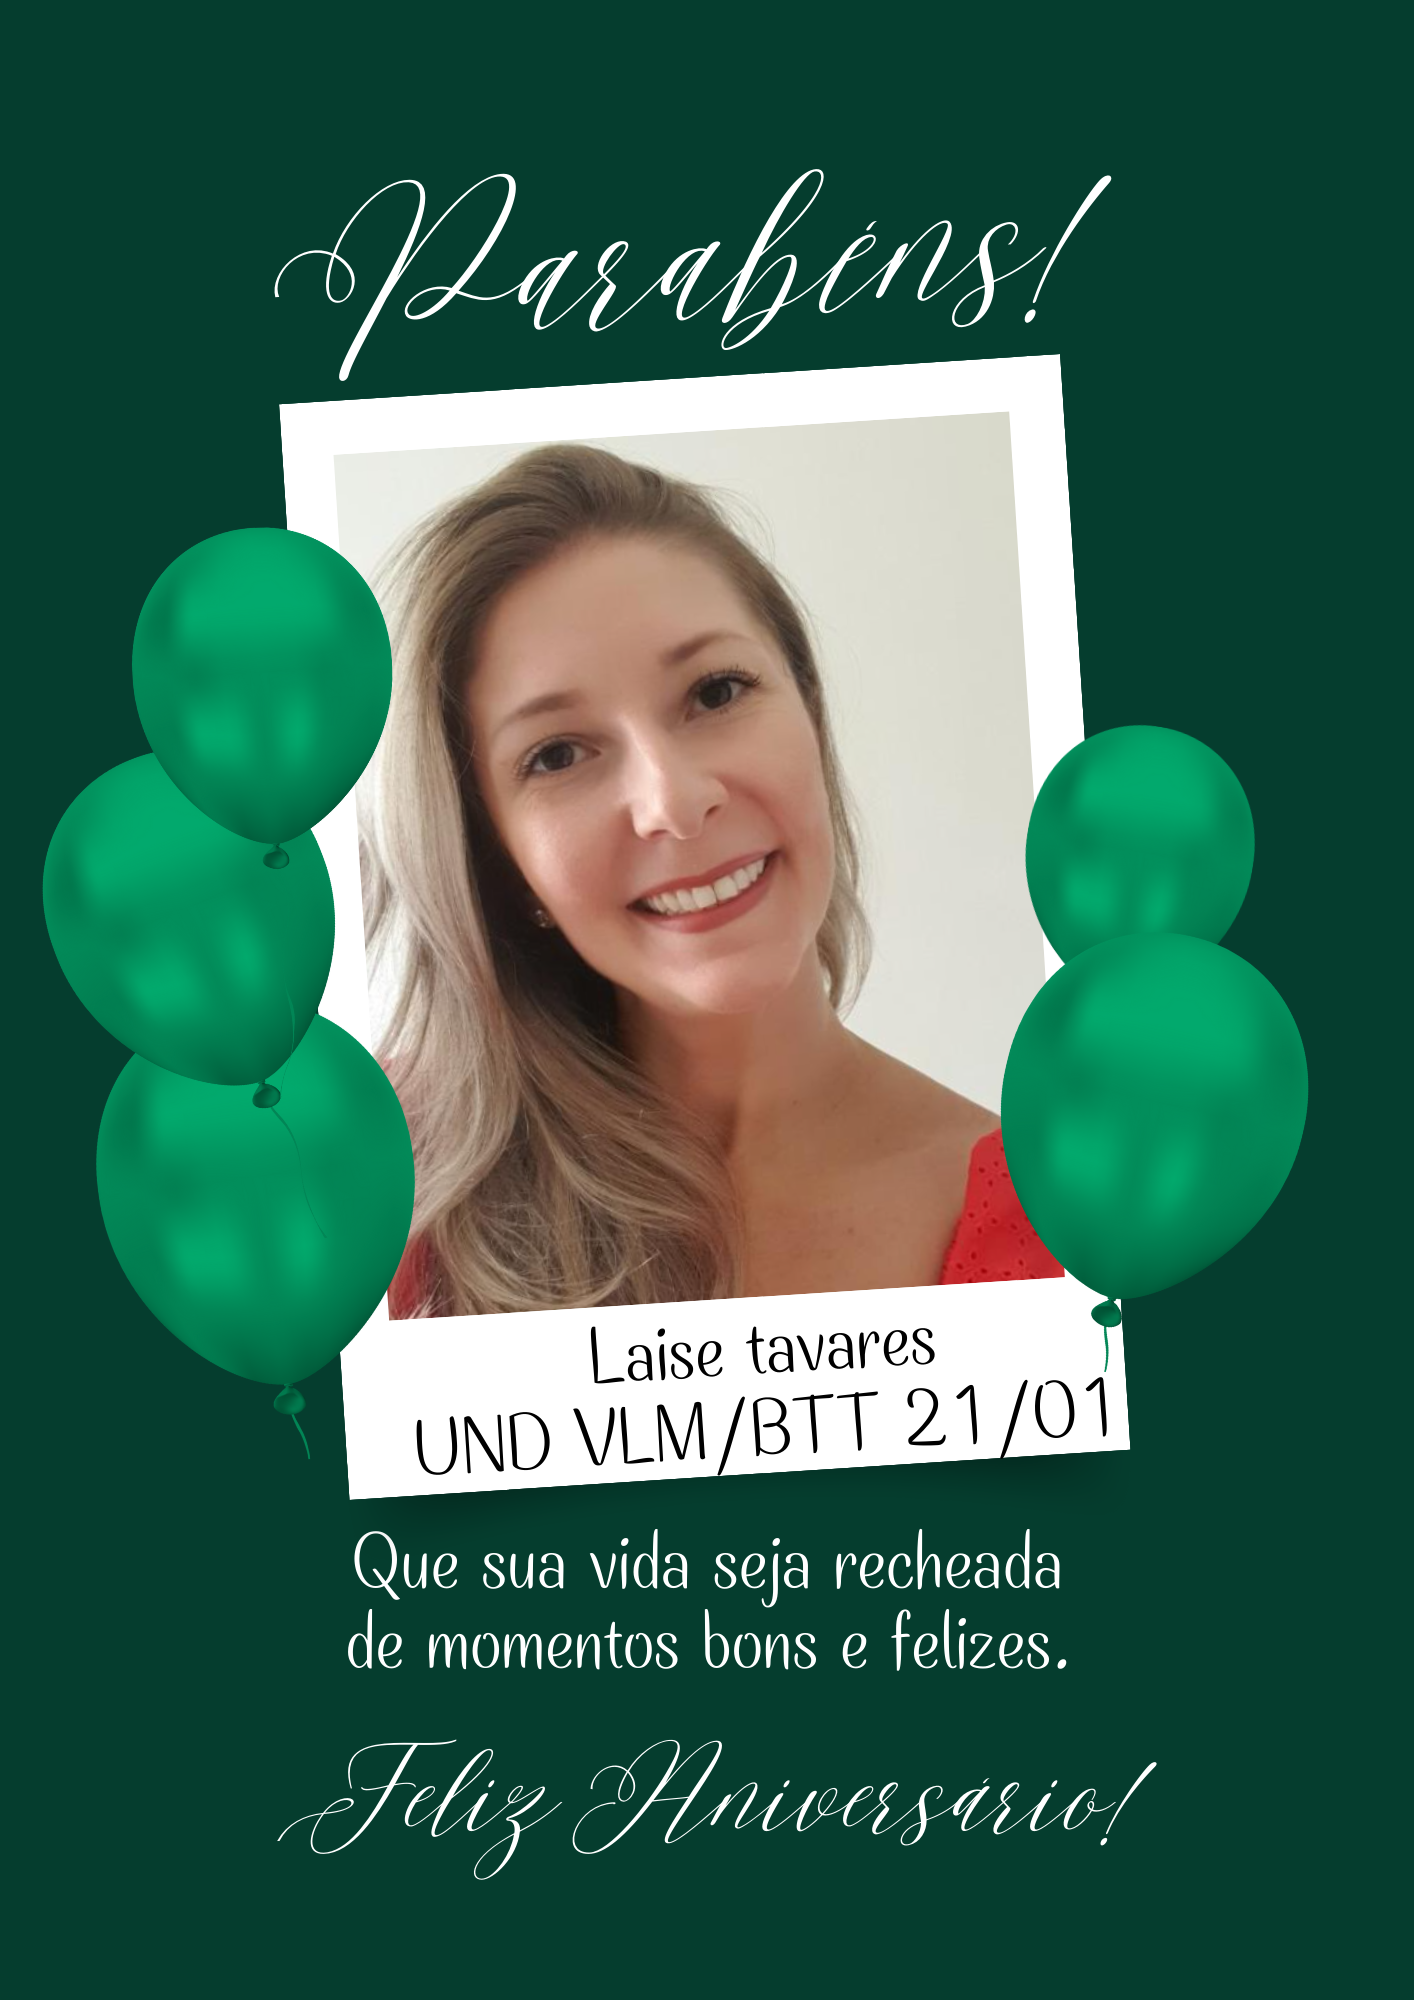 Parabéns!
Laise tavares
UND VLM/BTT 21/01
Que sua vida seja recheada
de momentos bons e felizes.
Feliz Aniversário!